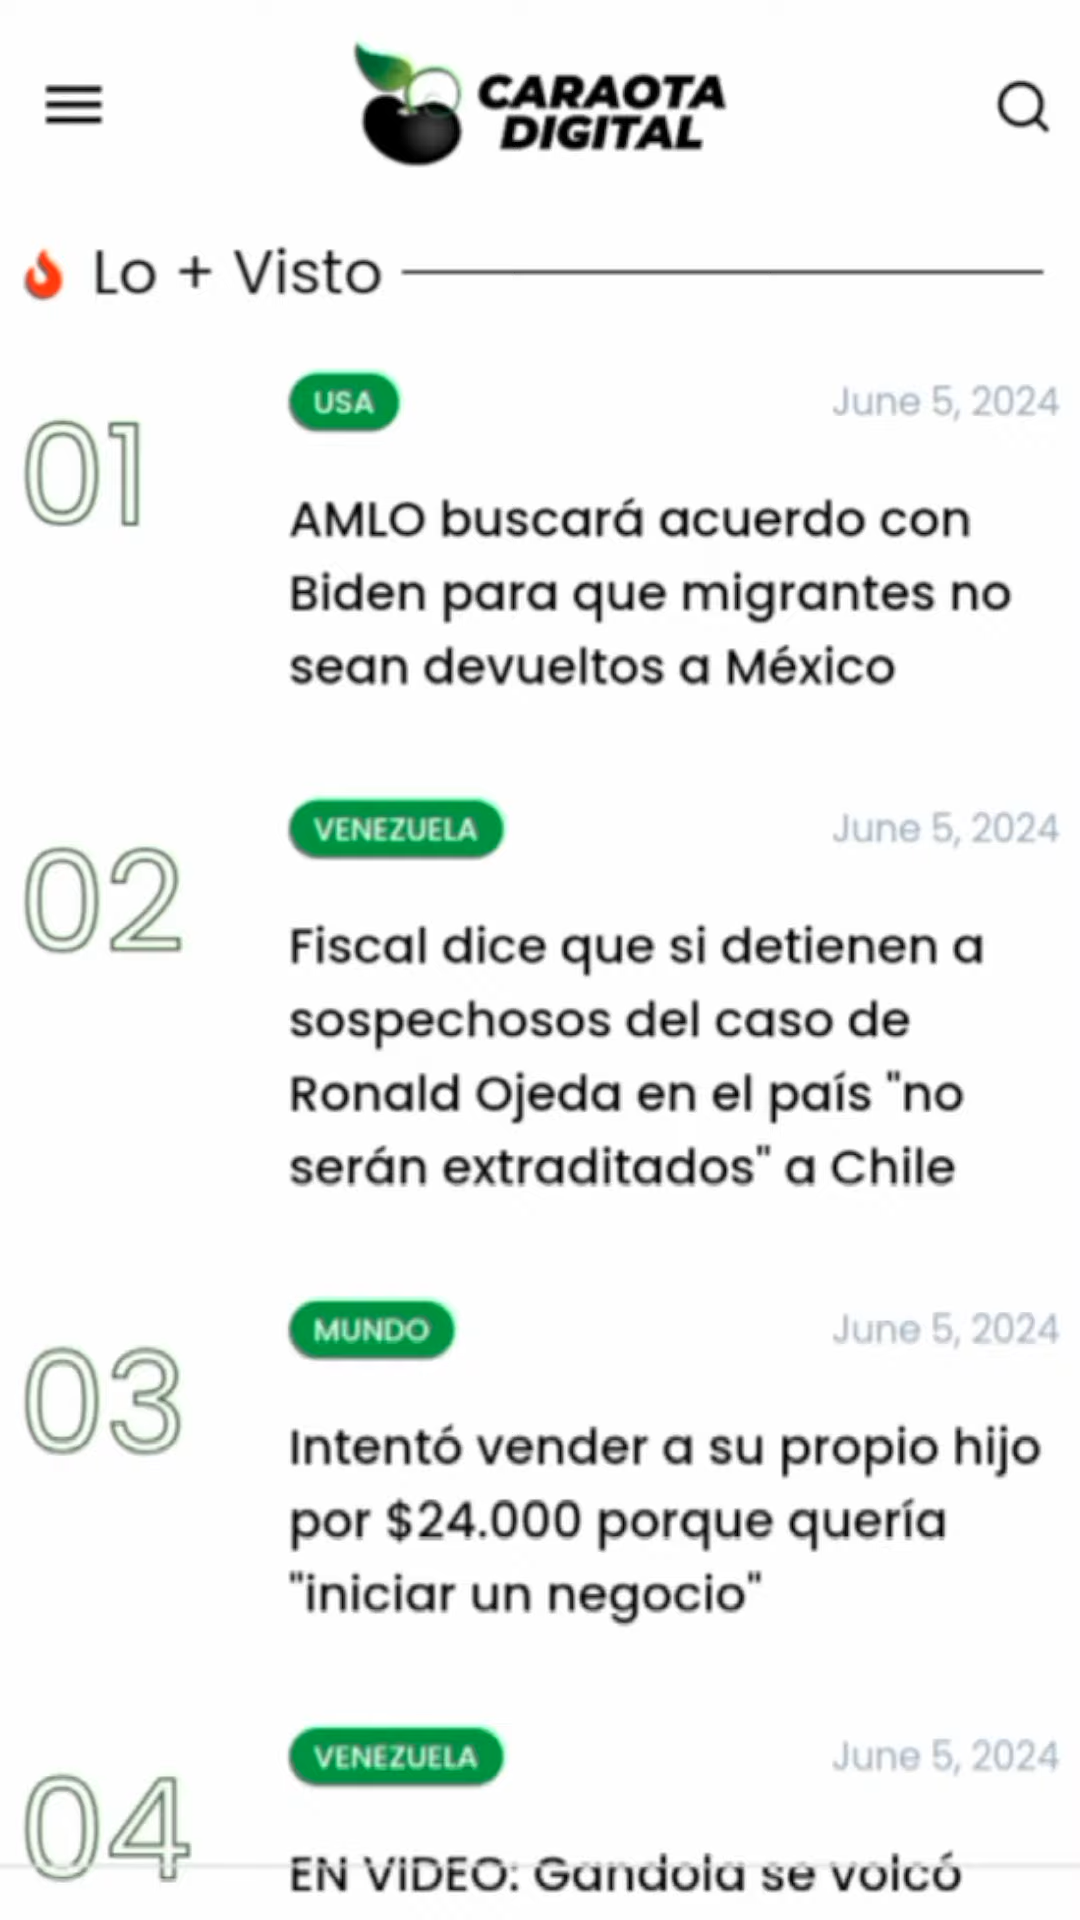 CARAOTA
DIGITAL
Lo + Visto
USA
June 5, 2024
01
AMLO buscará acuerdo con
Biden para que migrantes no
sean devueltos a México
VENEZUELA
June 5, 2024
02
Fiscal dice que si detienen a
sospechosos del caso de
Ronald Ojeda en el país "no
serán extraditados" a Chile
MUNDO
June 5, 2024
03
Intentó vender a su propio hijo
por $24.000 porque quería
"iniciar un negocio"
VENEZUELA
June 5, 2024
04
EN VIDEO: Gandola se volcó